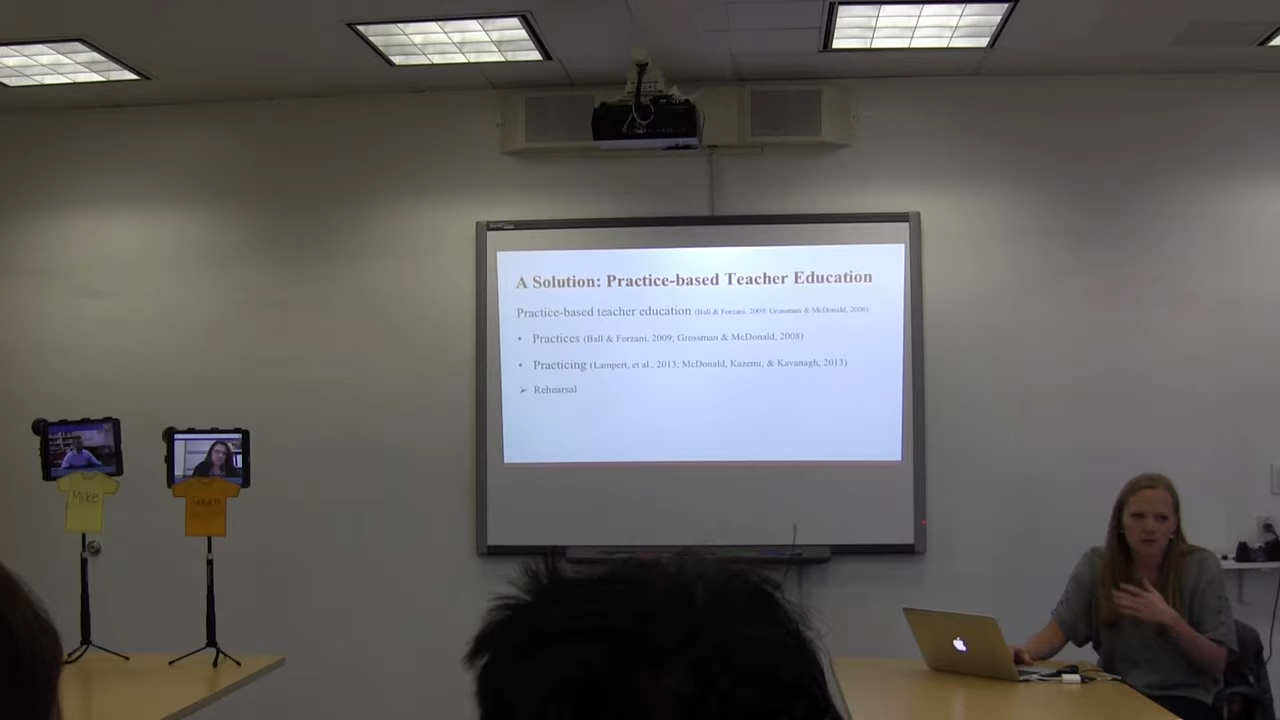 A Solution: Practice-based Teacher Education
Practice-based teacher education (Ball & Forzani, 2009; Grossman & McDonald, 2008)
• Practices (Ball & Forzani, 2009; Grossman & McDonald, 2008)
• Practicing (Lampert, et al., 2013; McDonald, Kazemi, & Kavanagh, 2013)
➢ Rehearsal
Mike